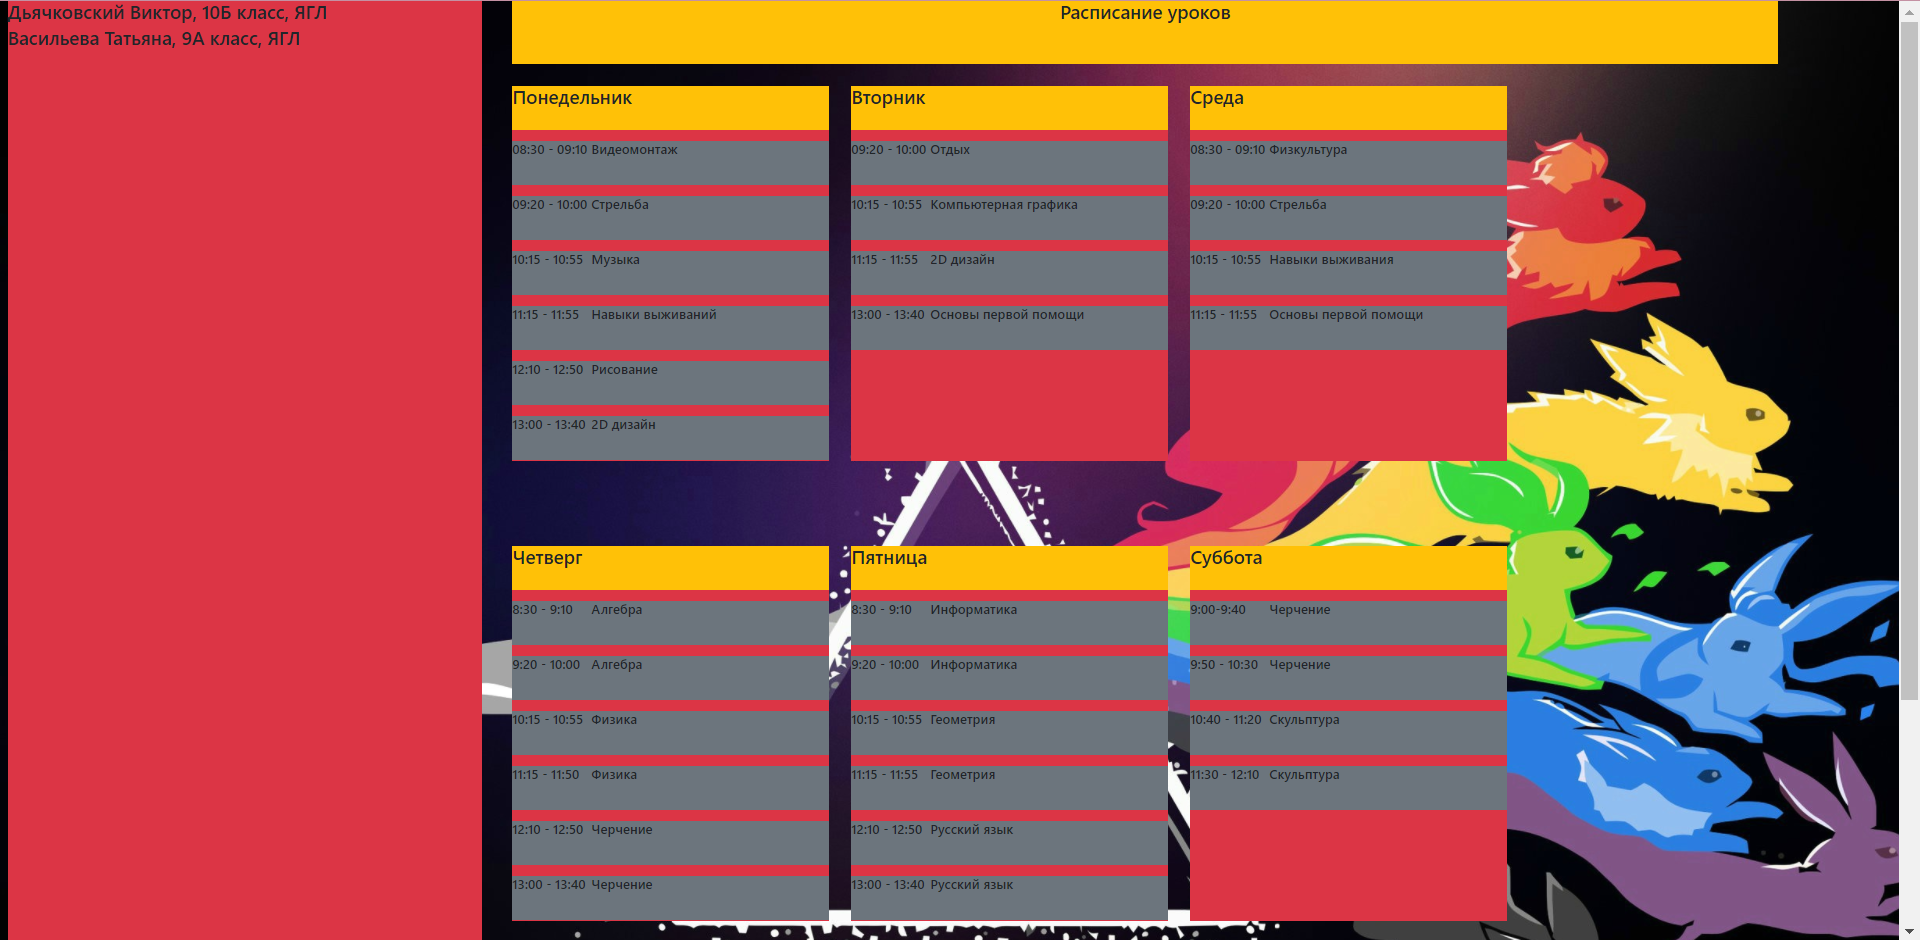 Дьячковский Виктор, 10Б класс, ЯГЛ
Васильева Татьяна, 9А класс, ЯГЛ
Расписание уроков
Понедельник
08:30 - 09:10 Видеомонтаж
09:20 - 10:00 Стрельба
10:15 - 10:55 Музыка
11:15 - 11:55 Навыки выживаний
12:10 - 12:50 Рисование
13:00 - 13:40 2D дизайн
Вторник
09:20 - 10:00 Отдых
10:15 - 10:55 Компьютерная графика
11:15 - 11:55 2D дизайн
13:00 - 13:40 Основы первой помощи
Среда
08:30 - 09:10 Физкультура
09:20 - 10:00 Стрельба
10:15 - 10:55 Навыки выживания
11:15 - 11:55 Основы первой помощи
Четверг
8:30 - 9:10 Алгебра
9:20 - 10:00 Алгебра
10:15 - 10:55 Физика
11:15 - 11:50 Физика
12:10 - 12:50 Черчение
13:00 - 13:40 Черчение
Пятница
8:30 - 9:10 Информатика
9:20 - 10:00 Информатика
10:15 - 10:55 Геометрия
11:15 - 11:55 Геометрия
12:10 - 12:50 Русский язык
13:00 - 13:40 Русский язык
Суббота
9:00-9:40 Черчение
9:50 - 10:30 Черчение
10:40 - 11:20 Скульптура
11:30 - 12:10 Скульптура